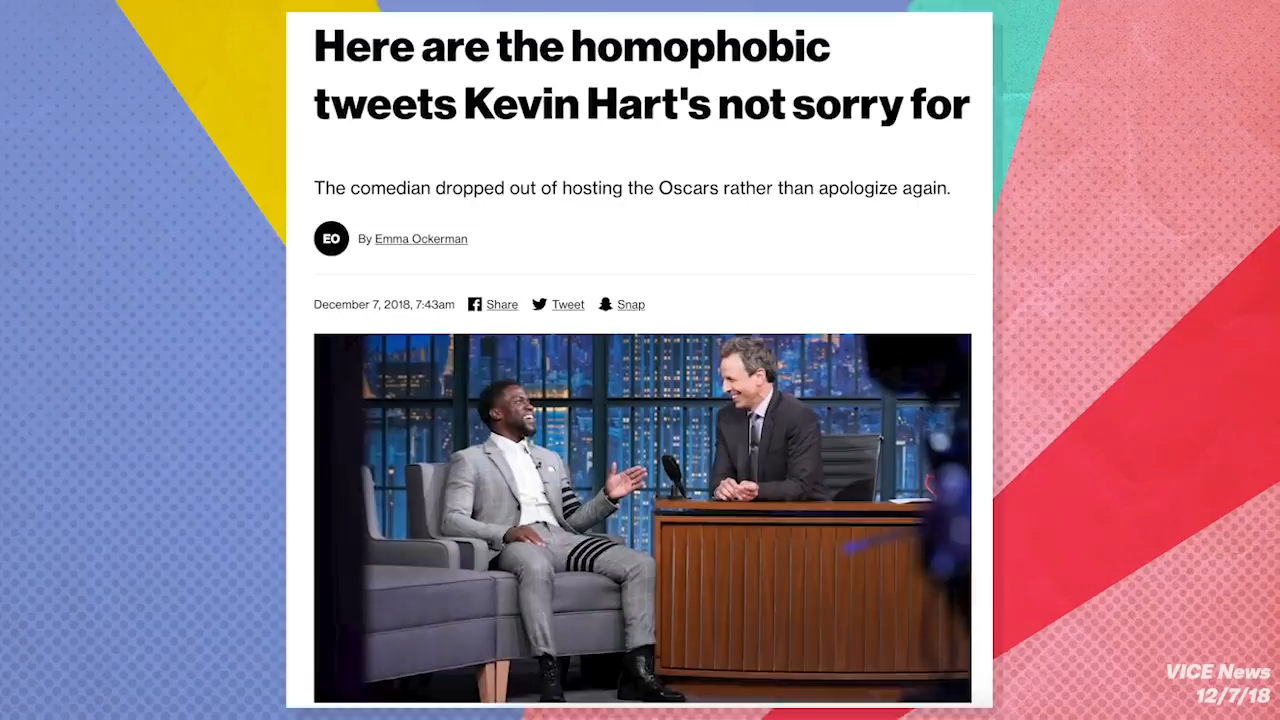 Here are the homophobic
tweets Kevin Hart's not sorry for
The comedian dropped out of hosting the Oscars rather than apologize again.
EO By Emma Ockerman
December 7, 2018, 7:43am Share Tweet Snap
VICE News
12/7/18